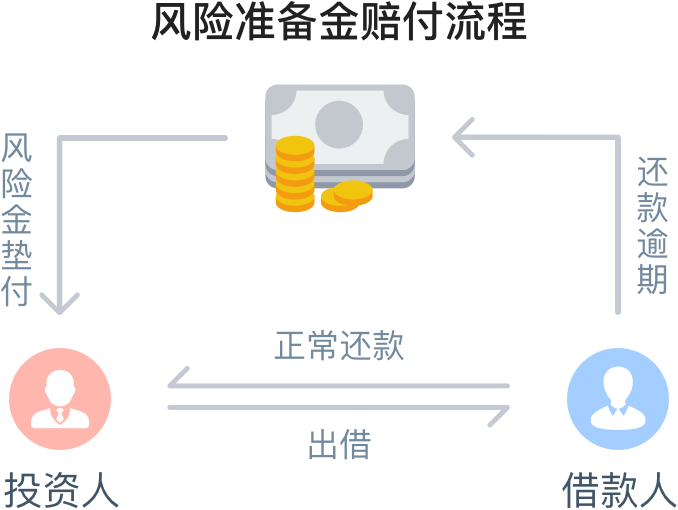 风险准备金赔付流程
风险金垫付
还款逾期
正常还款
出借
投资人
借款人